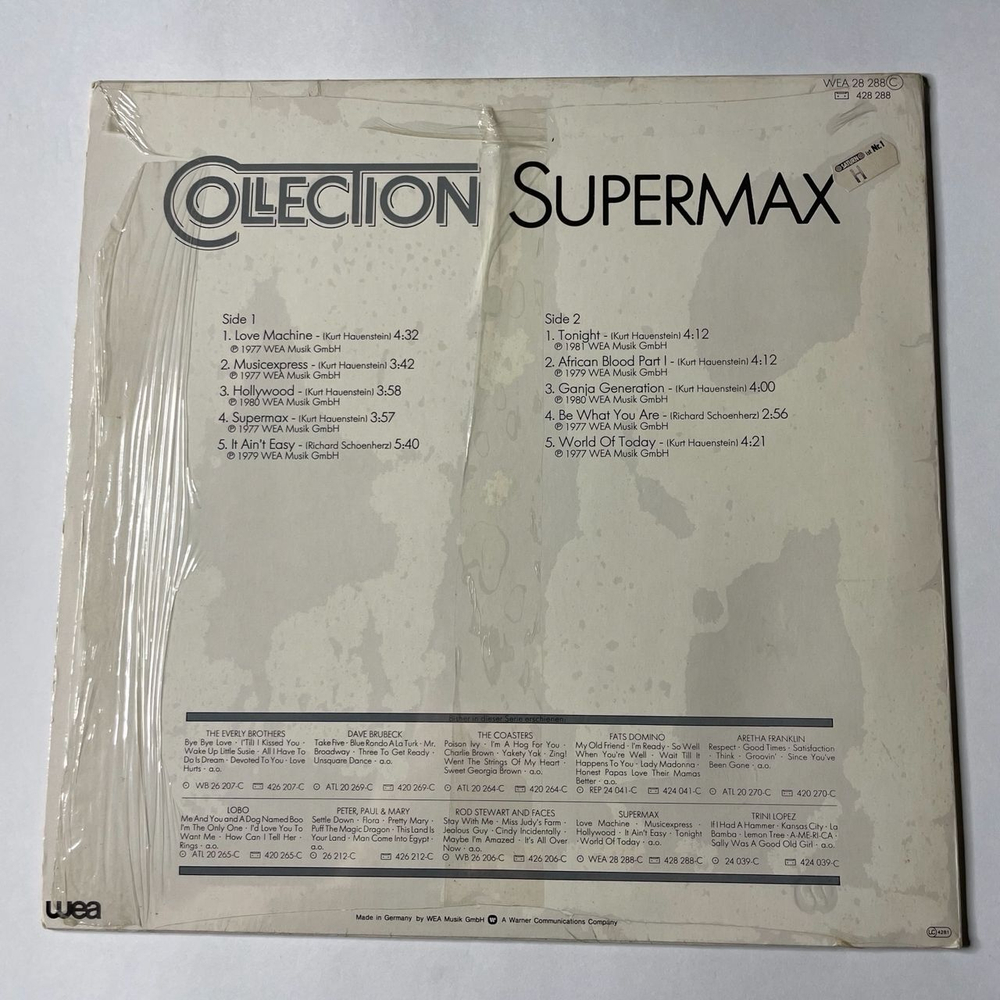 WEA 28 288 C
428 288
SATURN ist Nr. 1
H
COLLECTION SUPERMAX
Side 1
1. Love Machine - (Kurt Hauenstein) 4:32
℗ 1977 WEA Musik GmbH
2. Musicexpress - (Kurt Hauenstein) 3:42
℗ 1977 WEA Musik GmbH
3. Hollywood - (Kurt Hauenstein) 3:58
℗ 1980 WEA Musik GmbH
4. Supermax - (Kurt Hauenstein) 3:57
℗ 1977 WEA Musik GmbH
5. It Ain't Easy - (Richard Schoenherz) 5:40
℗ 1979 WEA Musik GmbH
Side 2
1. Tonight - (Kurt Hauenstein) 4:12
℗ 1981 WEA Musik GmbH
2. African Blood Part I - (Kurt Hauenstein) 4:12
℗ 1979 WEA Musik GmbH
3. Ganja Generation - (Kurt Hauenstein) 4:00
℗ 1980 WEA Musik GmbH
4. Be What You Are - (Richard Schoenherz) 2:56
℗ 1977 WEA Musik GmbH
5. World Of Today - (Kurt Hauenstein) 4:21
℗ 1977 WEA Musik GmbH
Bisher in dieser Serie erschienen:
THE EVERLY BROTHERS
Bye Bye Love · I'Till I Kissed You ·
Wake Up Little Susie · All I Have To
Do Is Dream · Devoted To You · Love
Hurts · a.o.
WB 26 207-C 426 207-C
DAVE BRUBECK
Take Five · Blue Rondo A La Turk · Mr.
Broadway · Three To Get Ready ·
Unsquare Dance · a.o.
ATL 20 269-C 420 269-C
THE COASTERS
Poison Ivy · I'm A Hog For You ·
Charlie Brown · Yakety Yak · Zing!
Went The Strings Of My Heart ·
Sweet Georgia Brown · a.o.
ATL 20 264-C 420 264-C
FATS DOMINO
My Old Friend · I'm Ready · So Well
When You're Well · Wait Till It
Happens To You · Lady Madonna ·
Honest Papas Love Their Mamas
Better · a.o.
REP 24 041-C 424 041-C
ARETHA FRANKLIN
Respect · Good Times · Satisfaction
· Think · Groovin' · Since You've
Been Gone · a.o.
ATL 20 270-C 420 270-C
LOBO
Me And You and A Dog Named Boo
I'm The Only One · I'd Love You To
Want Me · How Can I Tell Her ·
Rings · a.o.
ATL 20 265-C 420 265-C
PETER, PAUL & MARY
Settle Down · Flora · Pretty Mary ·
Puff The Magic Dragon · This Land Is
Your Land · Man Come Into Egypt ·
a.o.
26 212-C 426 212-C
ROD STEWART AND FACES
Stay With Me · Miss Judy's Farm ·
Jealous Guy · Cindy Incidentally ·
Maybe I'm Amazed · It's All Over
Now · a.o.
WB 26 206-C 426 206-C
SUPERMAX
Love Machine · Musicexpress ·
Hollywood · It Ain't Easy · Tonight
· World Of Today · a.o.
WEA 28 288-C 428 288-C
TRINI LOPEZ
If I Had A Hammer · Kansas City · La
Bamba · Lemon Tree · A-ME-RI-CA ·
Sally Was A Good Old Girl · a.o.
24 039-C 424 039-C
wea
Made in Germany by WEA Musik GmbH A Warner Communications Company
LC 4281